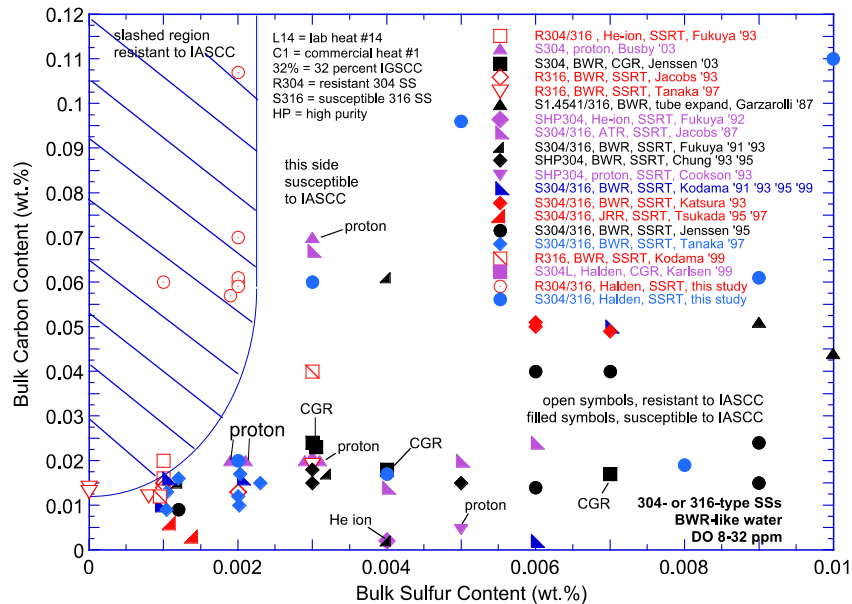 0.12
0.11
0.1
0.09
0.08
0.07
0.06
0.05
0.04
0.03
0.02
0.01
0
Bulk Carbon Content (wt.%)
slashed region
resistant to IASCC
L14 = lab heat #14
C1 = commercial heat #1
32% = 32 percent IGSCC
R304 = resistant 304 SS
S316 = susceptible 316 SS
HP = high purity
this side
susceptible
to IASCC
R304/316 , He-ion, SSRT, Fukuya '93
S304, proton, Busby '03
S304, BWR, CGR, Jenssen '03
R316, BWR, SSRT, Jacobs '93
R316, BWR, SSRT, Tanaka '97
S1.4541/316, BWR, tube expand, Garzarolli '87
SHP304, He-ion, SSRT, Fukuya '92
S304/316, ATR, SSRT, Jacobs '87
S304/316, BWR, SSRT, Fukuya '91 '93
SHP304, BWR, SSRT, Chung '93 '95
SHP304, proton, SSRT, Cookson '93
S304/316, BWR, SSRT, Kodama '91 '93 '95 '99
S304/316, BWR, SSRT, Katsura '93
S304/316, JRR, SSRT, Tsukada '95 '97
S304/316, BWR, SSRT, Jenssen '95
S304/316, BWR, SSRT, Tanaka '97
R316, BWR, SSRT, Kodama '99
S304L, Halden, CGR, Karlsen '99
R304/316, Halden, SSRT, this study
S304/316, Halden, SSRT, this study
proton
open symbols, resistant to IASCC
filled symbols, susceptible to IASCC
proton
CGR
proton
CGR
CGR
He ion
proton
304- or 316-type SSs
BWR-like water
DO 8-32 ppm
0
0.002
0.004
0.006
0.008
0.01
Bulk Sulfur Content (wt.%)